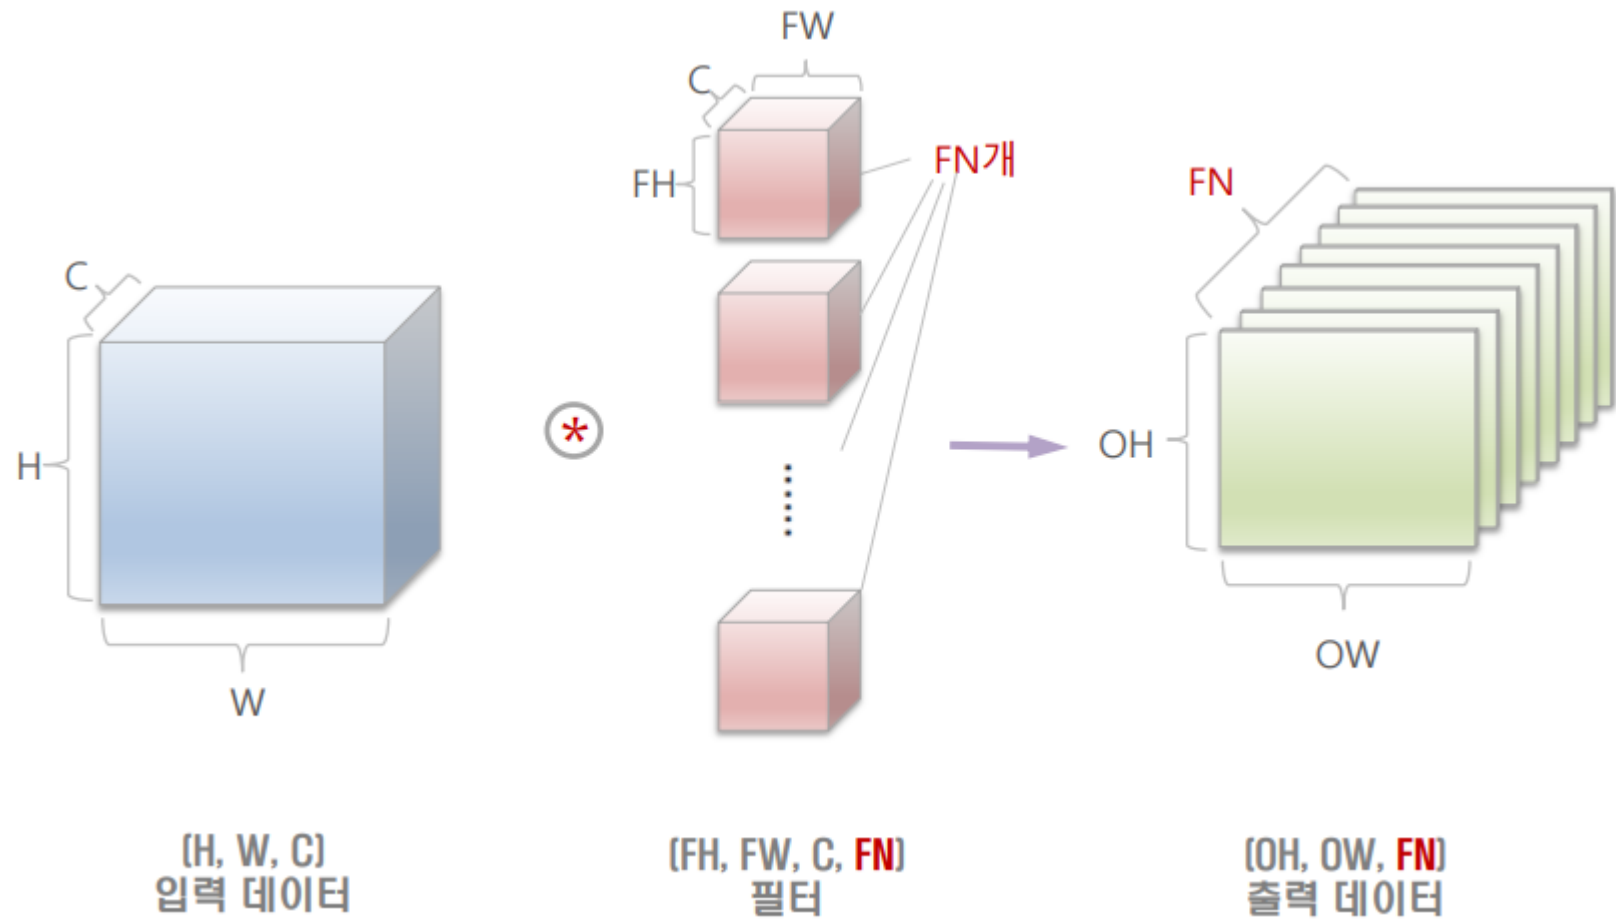 FW
C
FH
FN개
FN
C
H
*
OH
OW
W
(H, W, C)
입력 데이터
(FH, FW, C, FN)
필터
(OH, OW, FN)
출력 데이터